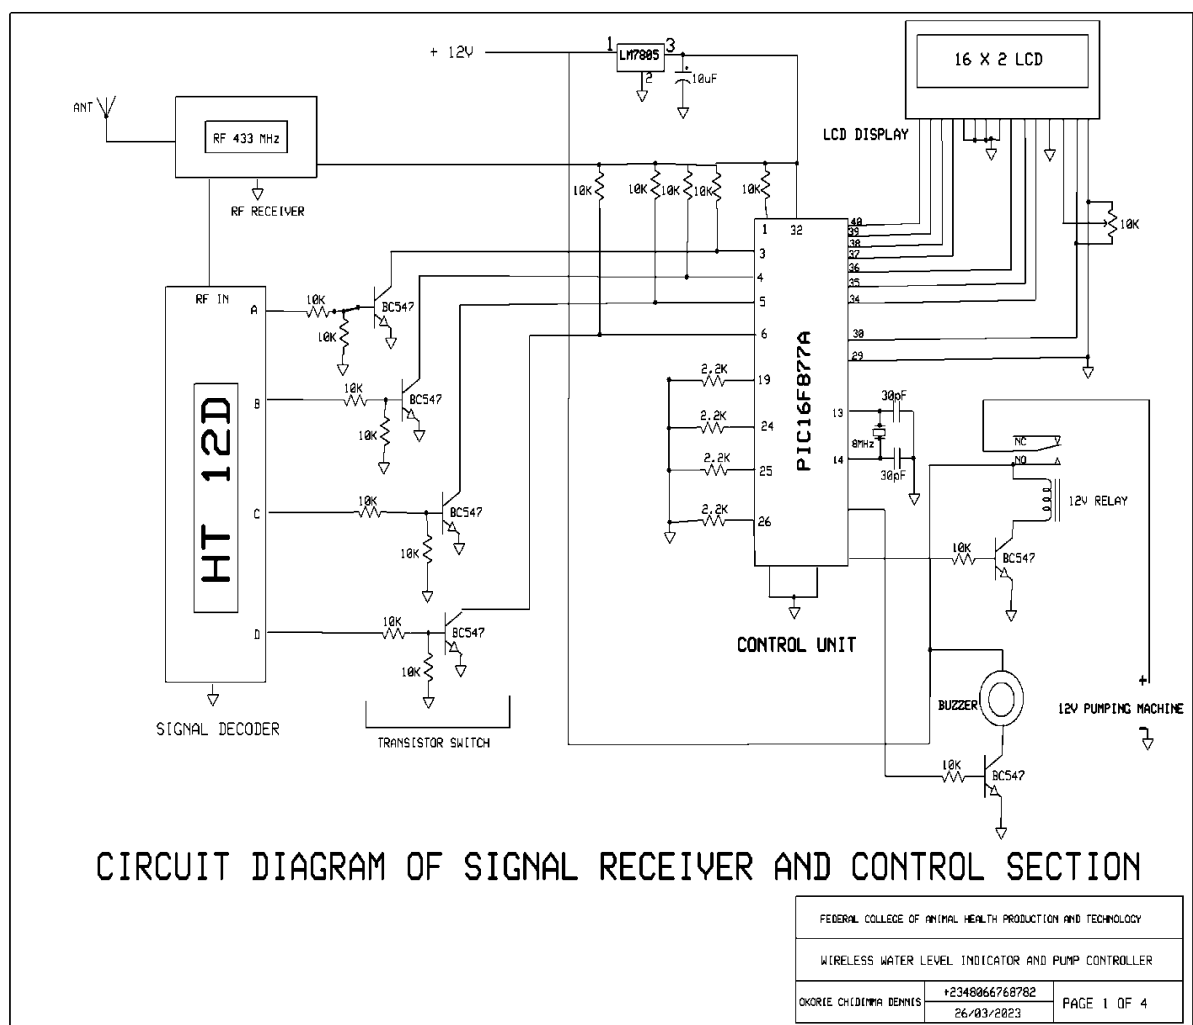 + 12V
1
LM7805
3
2
10uF
16 X 2 LCD
LCD DISPLAY
ANT
RF 433 MHz
RF RECEIVER
10K
10K
10K
10K
10K
10K
1
32
3
4
5
6
19
24
25
26
13
14
PIC16F877A
40
39
38
37
36
35
34
30
29
RF IN
A
B
C
D
HT 12D
SIGNAL DECODER
10K
10K
BC547
10K
10K
BC547
10K
10K
BC547
10K
10K
BC547
TRANSISTOR SWITCH
2.2K
2.2K
2.2K
2.2K
30pF
8MHz
30pF
CONTROL UNIT
NC
NO
12V RELAY
10K
BC547
BUZZER
+
12V PUMPING MACHINE
10K
BC547
CIRCUIT DIAGRAM OF SIGNAL RECEIVER AND CONTROL SECTION
FEDERAL COLLEGE OF ANIMAL HEALTH PRODUCTION AND TECHNOLOGY
WIRELESS WATER LEVEL INDICATOR AND PUMP CONTROLLER
OKORIE CHIDINMA DENNIS
+2348066768782
26/03/2023
PAGE 1 OF 4